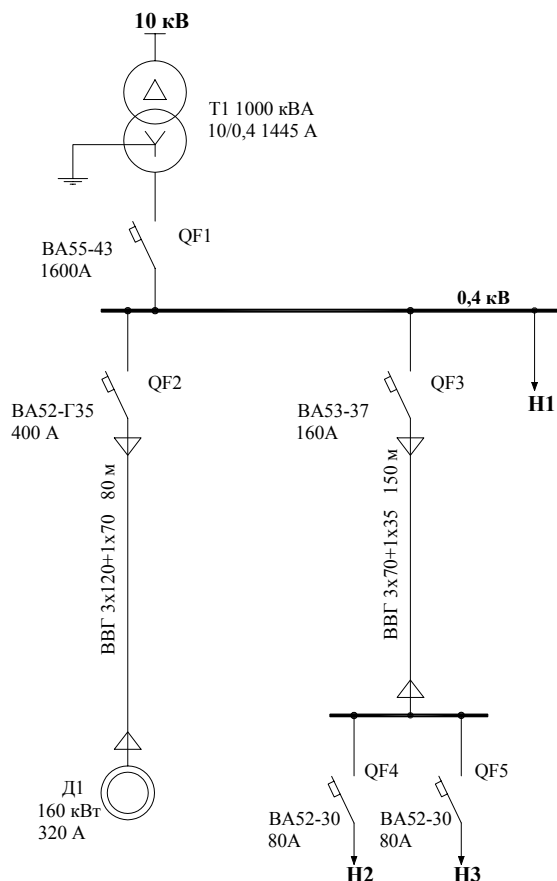 10 кВ
Т1 1000 кВА
10/0,4 1445 А
QF1
ВА55-43
1600А
0,4 кВ
QF2
ВА52-Г35
400 А
QF3
ВА53-37
160А
Н1
ВВГ 3х120+1х70 80 м
ВВГ 3х70+1х35 150 м
Д1
160 кВт
320 А
QF4
ВА52-30
80А
QF5
ВА52-30
80А
Н2
Н3